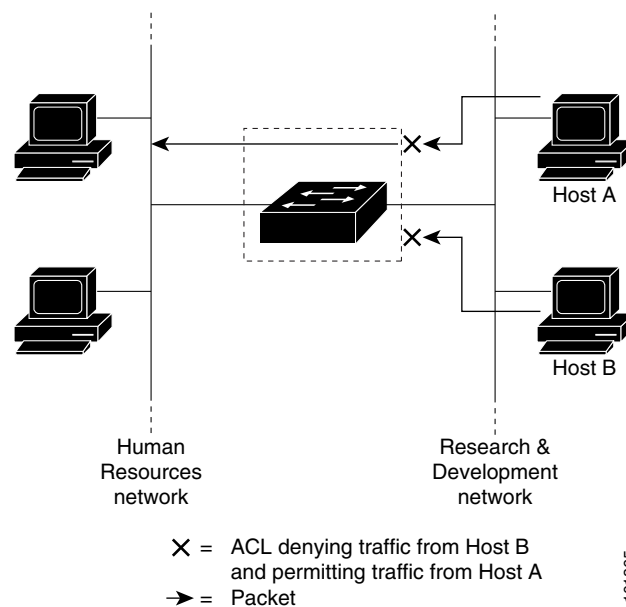 Host A
Host B
Human
Resources
network
Research &
Development
network
X = ACL denying traffic from Host B
and permitting traffic from Host A
→ = Packet